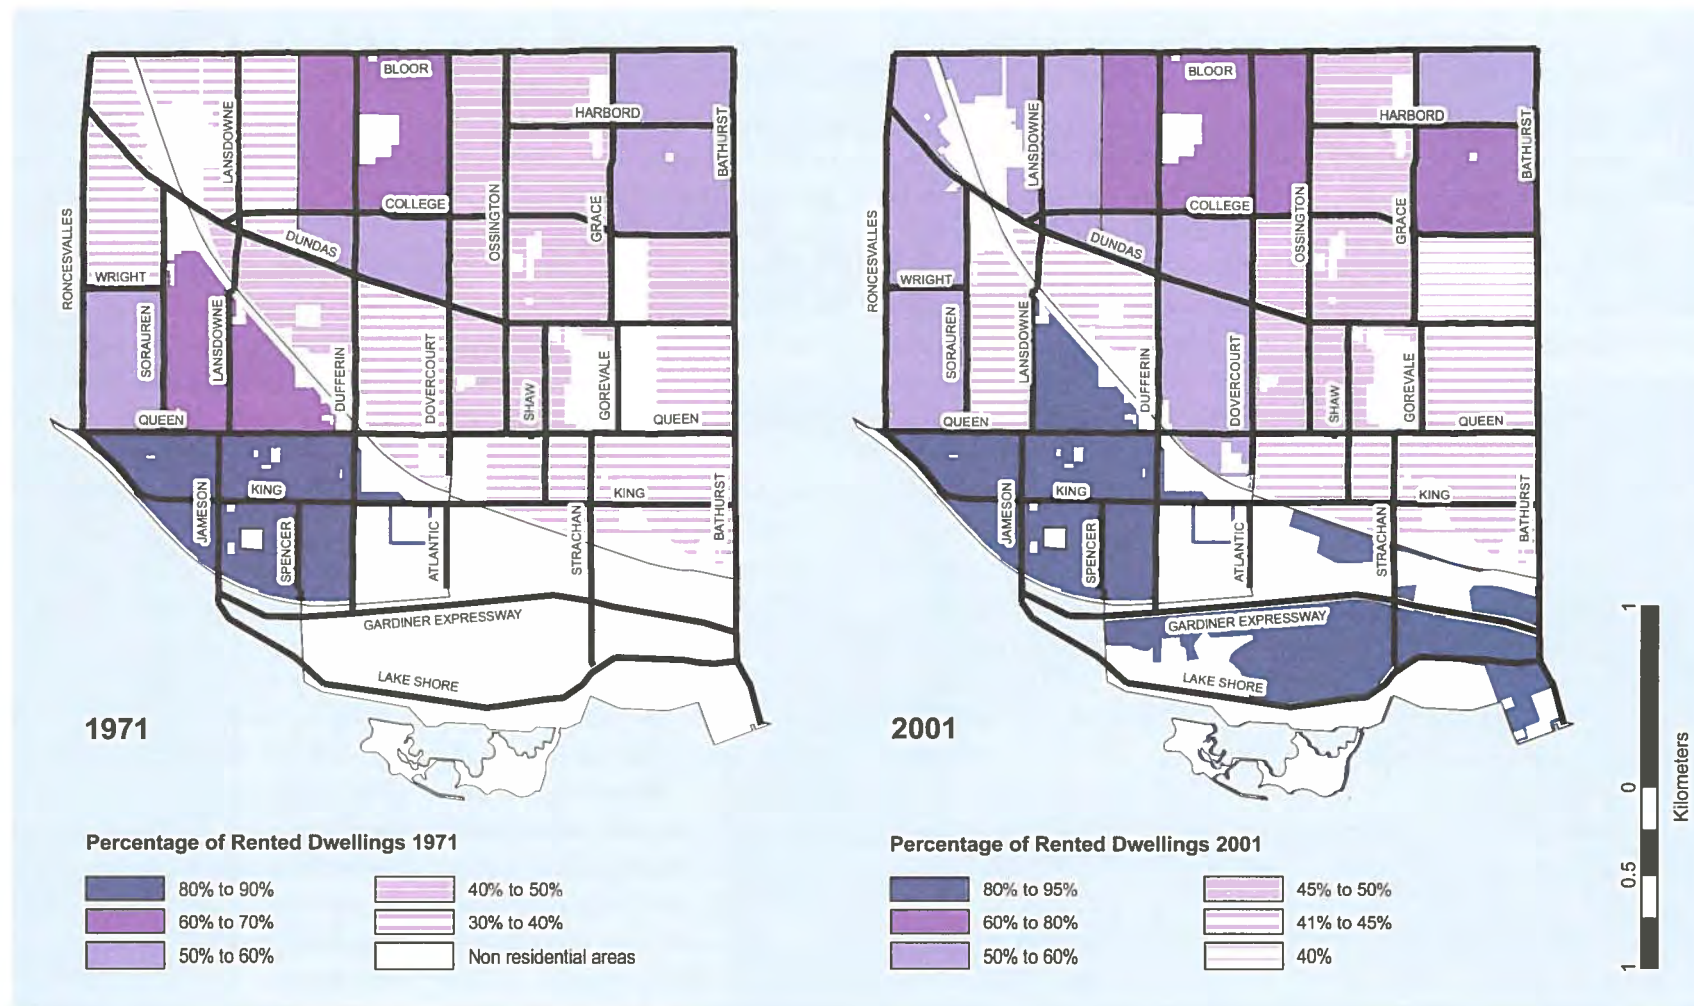 BLOOR
HARBORD
LANSDOWNE
BATHURST
COLLEGE
OSSINGTON
GRACE
RONCESVALLES
DUNDAS
WRIGHT
SORAUREN
LANSDOWNE
DUFFERIN
DOVERCOURT
SHAW
GOREVALE
QUEEN
QUEEN
JAMESON
KING
KING
SPENCER
ATLANTIC
STRACHAN
BATHURST
GARDINER EXPRESSWAY
LAKE SHORE
1971
Percentage of Rented Dwellings 1971
80% to 90%
60% to 70%
50% to 60%
40% to 50%
30% to 40%
Non residential areas
BLOOR
HARBORD
LANSDOWNE
BATHURST
COLLEGE
OSSINGTON
GRACE
RONCESVALLES
DUNDAS
WRIGHT
SORAUREN
LANSDOWNE
DUFFERIN
DOVERCOURT
SHAW
GOREVALE
QUEEN
QUEEN
JAMESON
KING
KING
SPENCER
ATLANTIC
STRACHAN
BATHURST
GARDINER EXPRESSWAY
LAKE SHORE
2001
Percentage of Rented Dwellings 2001
80% to 95%
60% to 80%
50% to 60%
45% to 50%
41% to 45%
40%
1 0.5 0 1
Kilometers